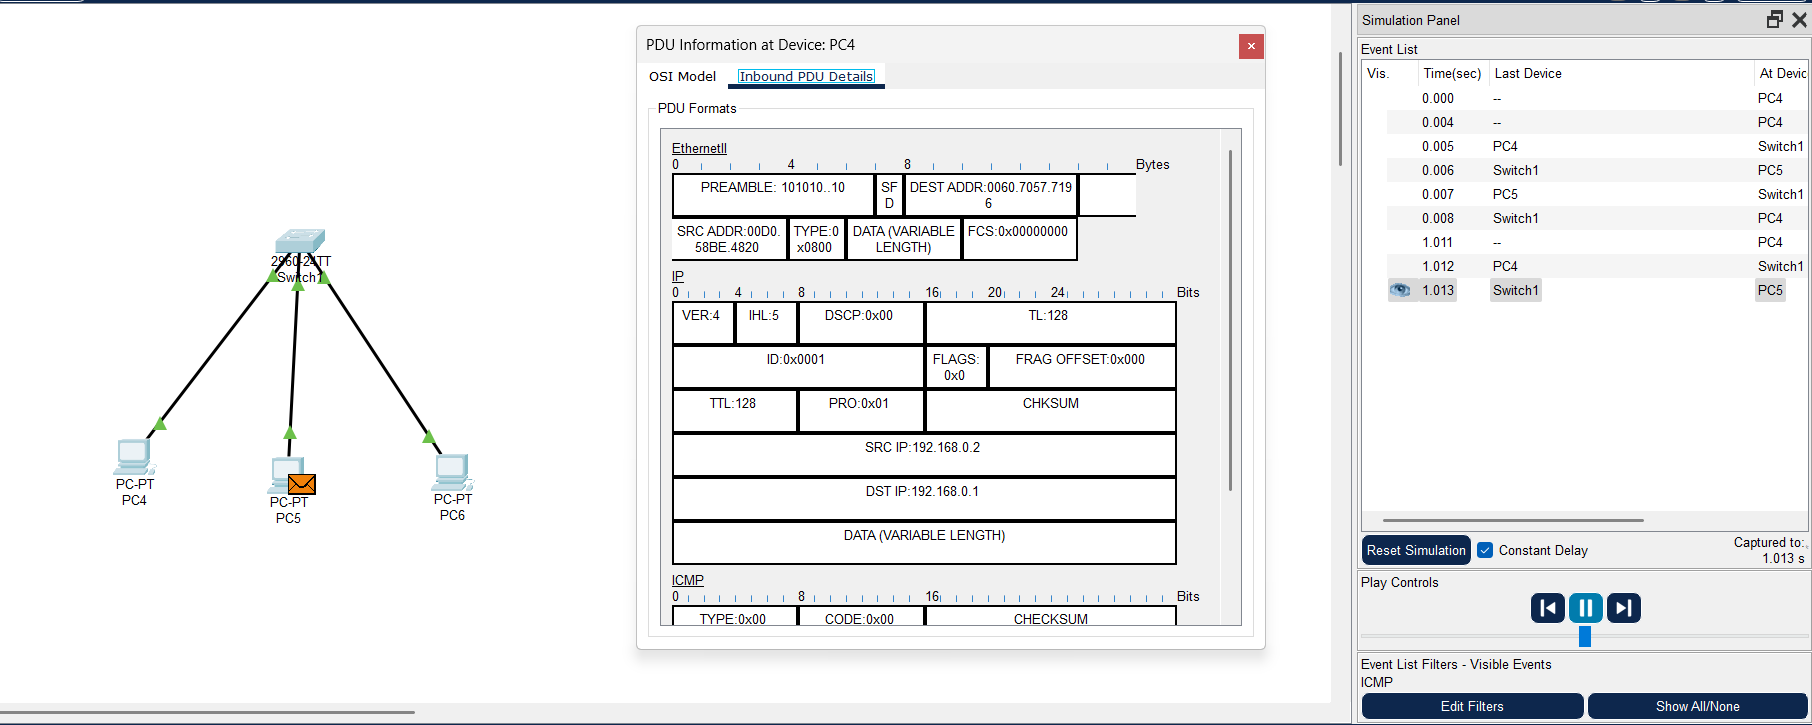 2960-24TT
Switch1
PC-PT
PC4
PC-PT
PC5
PC-PT
PC6
PDU Information at Device: PC4
OSI Model
Inbound PDU Details
PDU Formats
EthernetII
0 4 8 Bytes
PREAMBLE: 101010..10
SF
D
DEST ADDR:0060.7057.719
6
SRC ADDR:00D0.
58BE.4820
TYPE:0
x0800
DATA (VARIABLE
LENGTH)
FCS:0x00000000
IP
0 4 8 16 20 24 Bits
VER:4 IHL:5 DSCP:0x00 TL:128
ID:0x0001
FLAGS:
0x0
FRAG OFFSET:0x000
TTL:128 PRO:0x01 CHKSUM
SRC IP:192.168.0.2
DST IP:192.168.0.1
DATA (VARIABLE LENGTH)
ICMP
0 8 16 Bits
TYPE:0x00 CODE:0x00 CHECKSUM
Simulation Panel
Event List
Vis. Time(sec) Last Device At Devic
0.000 -- PC4
0.004 -- PC4
0.005 PC4 Switch1
0.006 Switch1 PC5
0.007 PC5 Switch1
0.008 Switch1 PC4
1.011 -- PC4
1.012 PC4 Switch1
1.013 Switch1 PC5
Reset Simulation
Constant Delay
Captured to:
1.013 s
Play Controls
Event List Filters - Visible Events
ICMP
Edit Filters
Show All/None